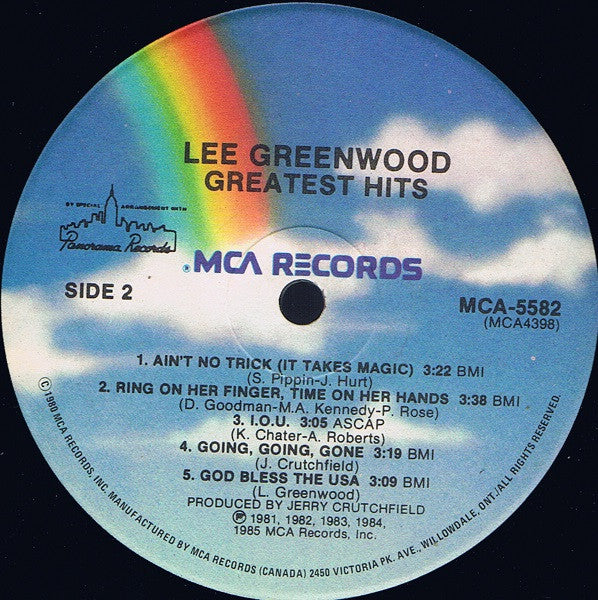 LEE GREENWOOD
GREATEST HITS
BY SPECIAL ARRANGEMENT WITH
Panorama Records
® MCA RECORDS
SIDE 2
MCA-5582
(MCA4398)
1. AIN'T NO TRICK (IT TAKES MAGIC) 3:22 BMI
(S. Pippin-J. Hurt)
2. RING ON HER FINGER, TIME ON HER HANDS 3:38 BMI
(D. Goodman-M.A. Kennedy-P. Rose)
3. I.O.U. 3:05 ASCAP
(K. Chater-A. Roberts)
4. GOING, GOING, GONE 3:19 BMI
(J. Crutchfield)
5. GOD BLESS THE USA 3:09 BMI
(L. Greenwood)
PRODUCED BY JERRY CRUTCHFIELD
℗ 1981, 1982, 1983, 1984,
1985 MCA Records, Inc.
©1980 MCA RECORDS, INC. MANUFACTURED BY MCA RECORDS (CANADA) 2450 VICTORIA PK. AVE., WILLOWDALE, ONT./ALL RIGHTS RESERVED.